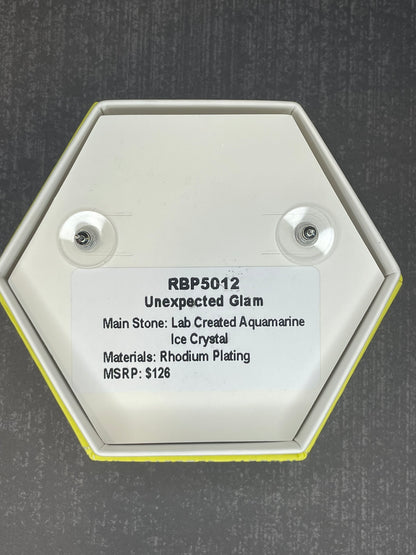 RBP5012
Unexpected Glam
Main Stone: Lab Created Aquamarine
Ice Crystal
Materials: Rhodium Plating
MSRP: $126